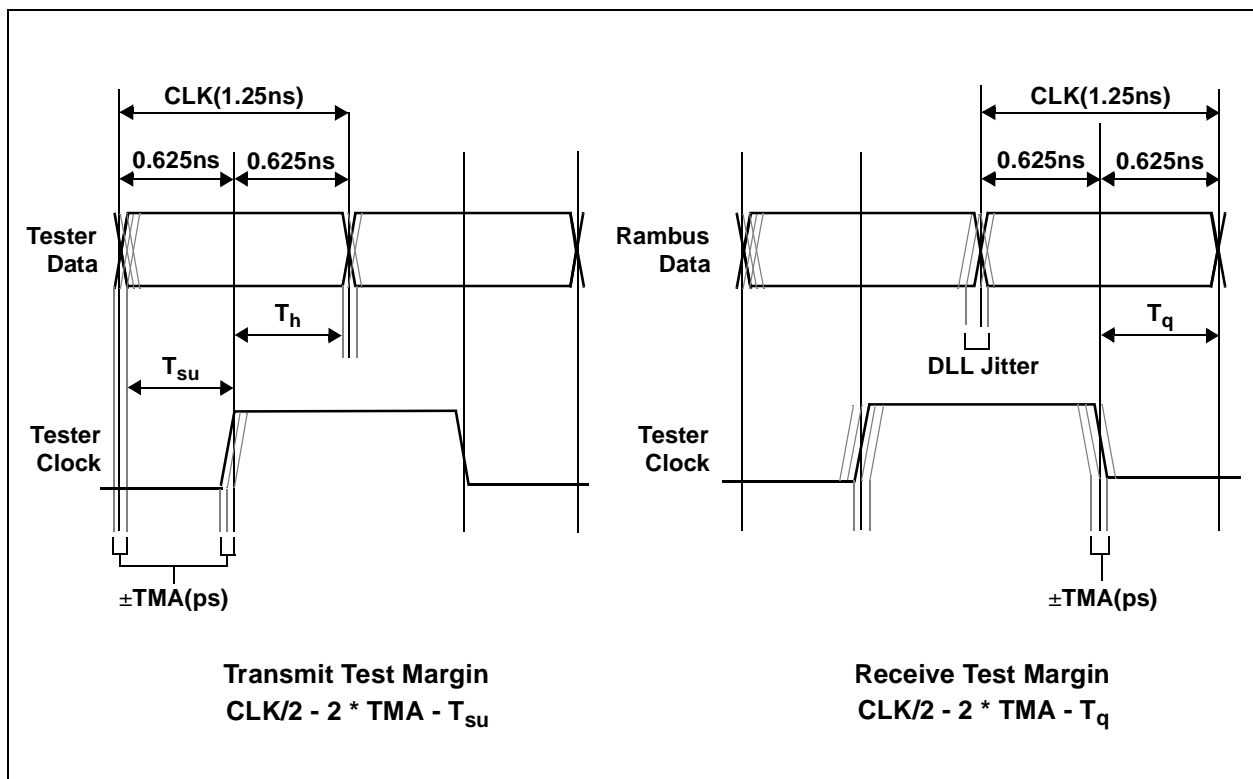 CLK(1.25ns)
0.625ns 0.625ns
Tester
Data
Th
Tsu
Tester
Clock
±TMA(ps)
Transmit Test Margin
CLK/2 - 2 * TMA - Tsu
CLK(1.25ns)
0.625ns 0.625ns
Rambus
Data
Tq
DLL Jitter
Tester
Clock
±TMA(ps)
Receive Test Margin
CLK/2 - 2 * TMA - Tq